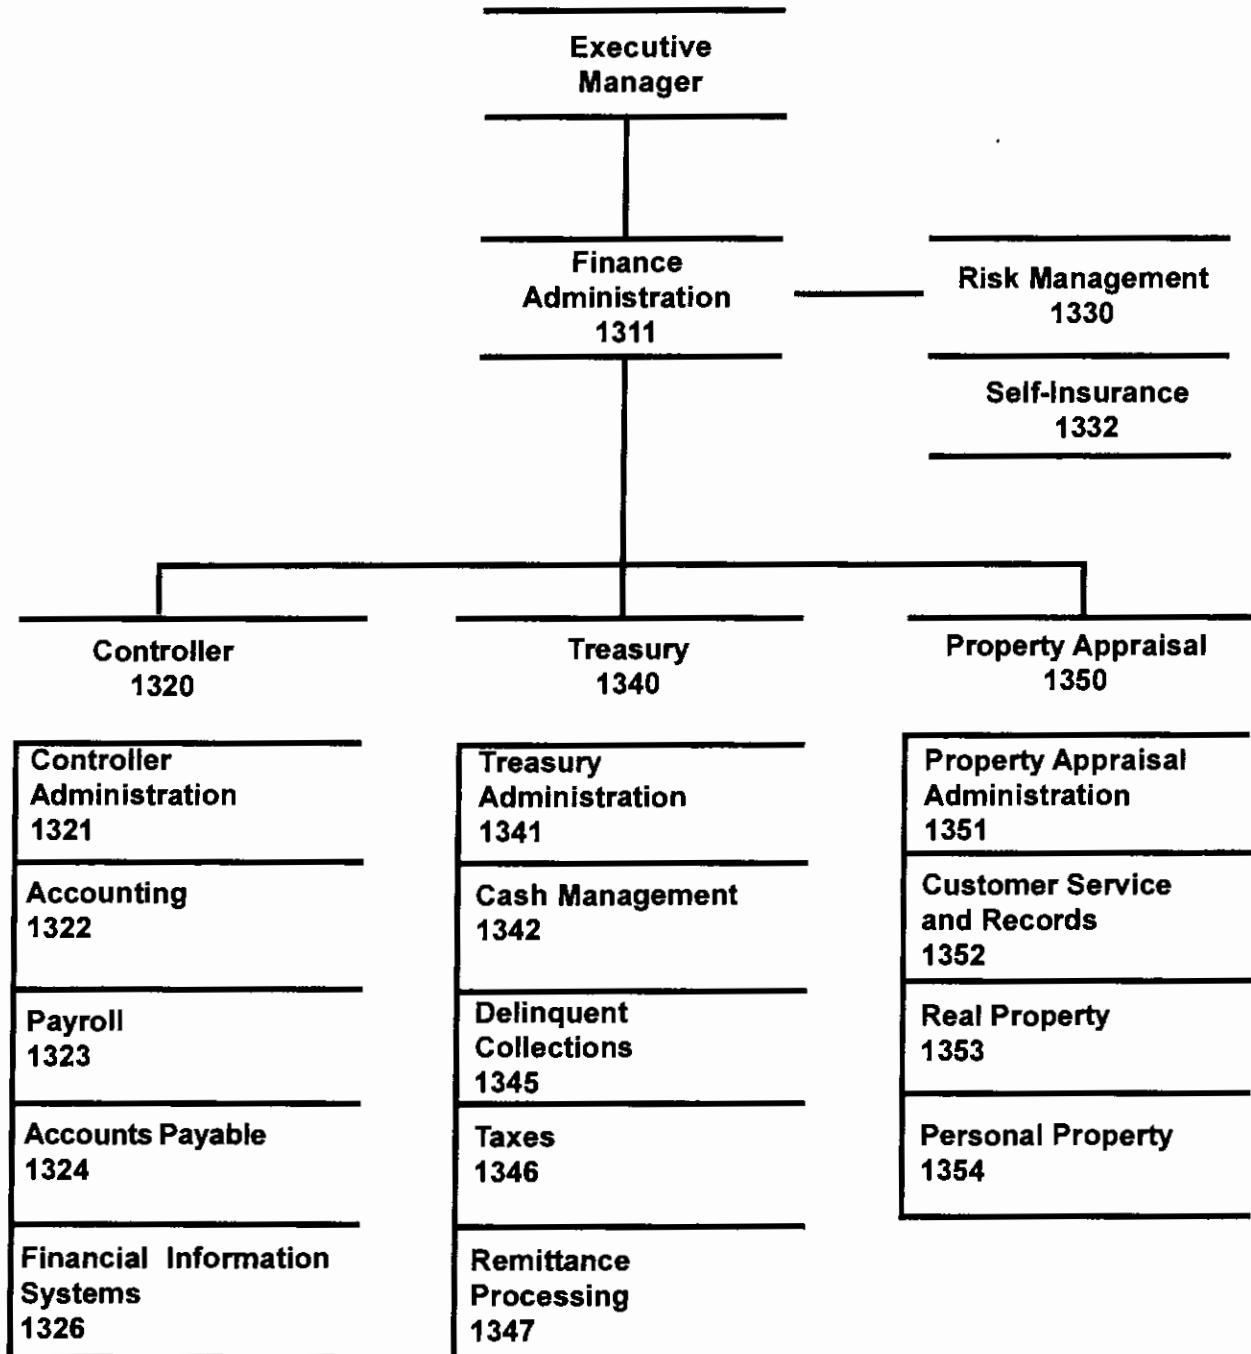 Executive
Manager
Finance
Administration
1311
Risk Management
1330
Self-Insurance
1332
Controller
1320
Controller
Administration
1321
Accounting
1322
Payroll
1323
Accounts Payable
1324
Financial Information
Systems
1326
Treasury
1340
Treasury
Administration
1341
Cash Management
1342
Delinquent
Collections
1345
Taxes
1346
Remittance
Processing
1347
Property Appraisal
1350
Property Appraisal
Administration
1351
Customer Service
and Records
1352
Real Property
1353
Personal Property
1354